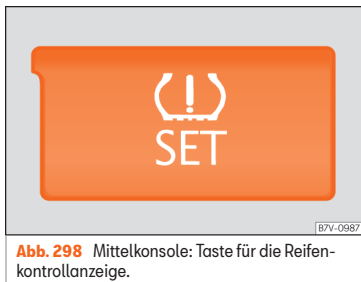 SET
B7V-0987
Abb. 298 Mittelkonsole: Taste für die Reifen-
kontrollanzeige.